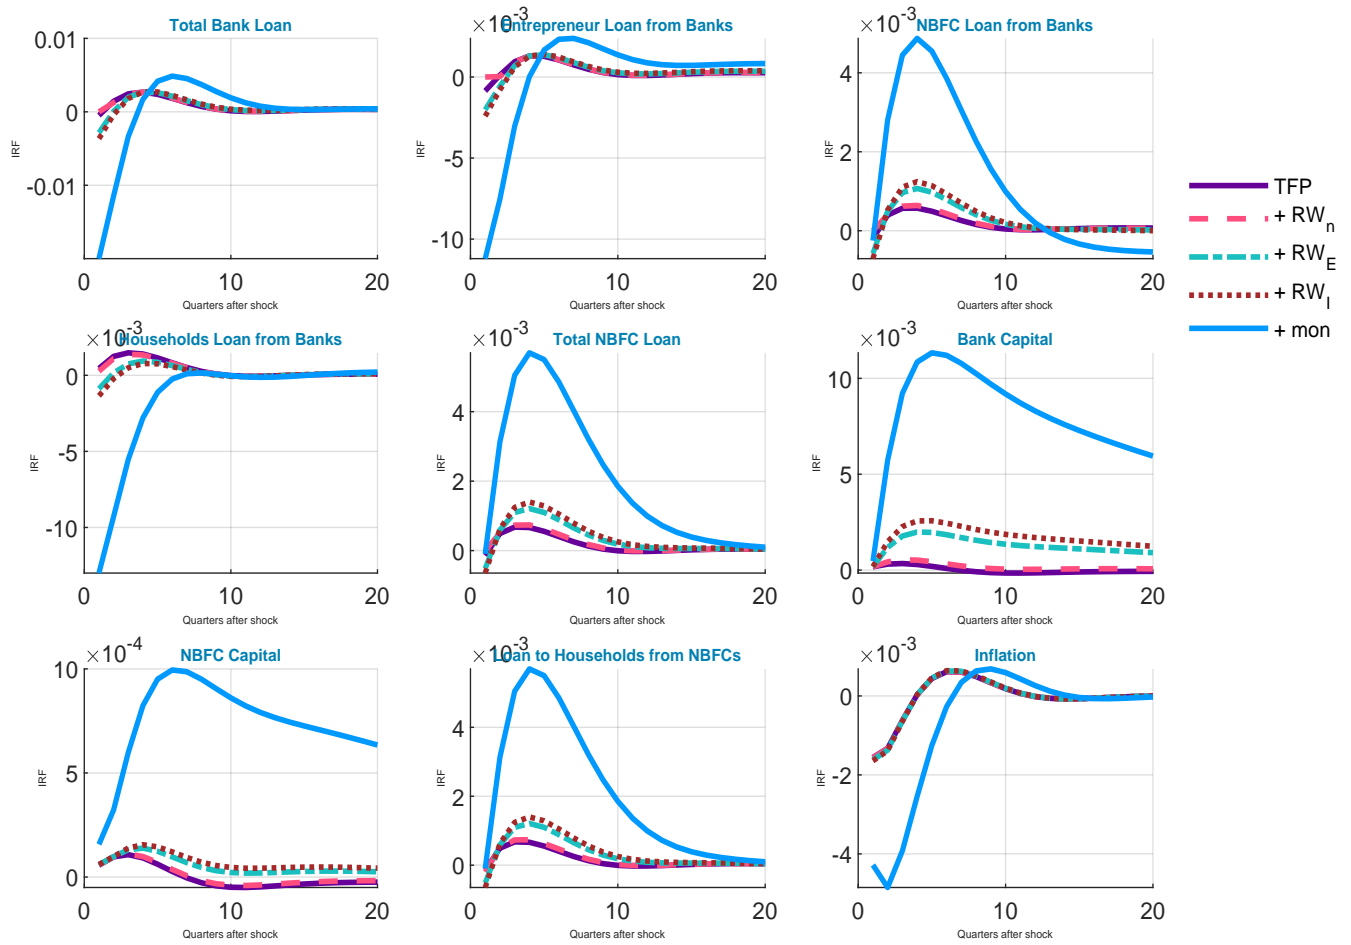 Total Bank Loan
0.01
0
-0.01
IRF
0 10 20
Quarters after shock
×10-3
Entrepreneur Loan from Banks
0
-5
-10
IRF
0 10 20
Quarters after shock
×10-3
NBFC Loan from Banks
4
2
0
IRF
0 10 20
Quarters after shock
TFP
+ RWn
+ RWE
+ RWI
+ mon
×10-3
Households Loan from Banks
0
-5
-10
IRF
0 10 20
Quarters after shock
×10-3
Total NBFC Loan
4
2
0
IRF
0 10 20
Quarters after shock
×10-3
Bank Capital
10
5
0
IRF
0 10 20
Quarters after shock
×10-4
NBFC Capital
10
5
0
IRF
0 10 20
Quarters after shock
×10-3
Loan to Households from NBFCs
4
2
0
IRF
0 10 20
Quarters after shock
×10-3
Inflation
0
-2
-4
IRF
0 10 20
Quarters after shock